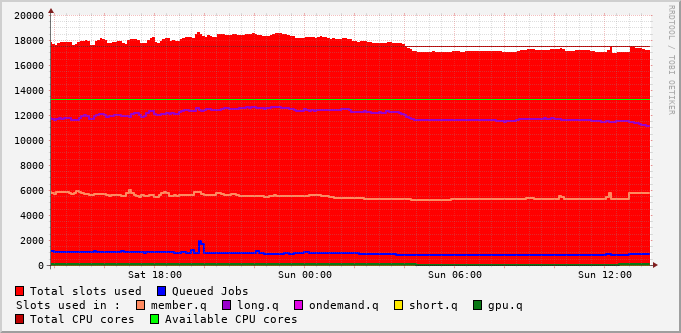 20000
18000
16000
14000
12000
10000
8000
6000
4000
2000
0
Sat 18:00 Sun 00:00 Sun 06:00 Sun 12:00
RRDTOOL / TOBI OETIKER
Total slots used Queued Jobs
Slots used in : member.q long.q ondemand.q short.q gpu.q
Total CPU cores Available CPU cores